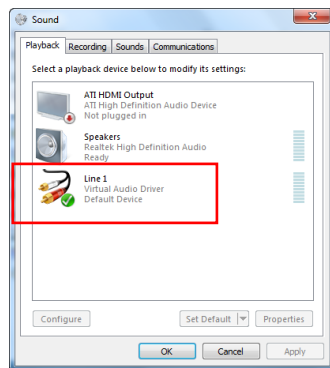 Sound
Playback Recording Sounds Communications
Select a playback device below to modify its settings:
ATI HDMI Output
ATI High Definition Audio Device
Not plugged in
Speakers
Realtek High Definition Audio
Ready
Line 1
Virtual Audio Driver
Default Device
Configure Set Default Properties
OK Cancel Apply